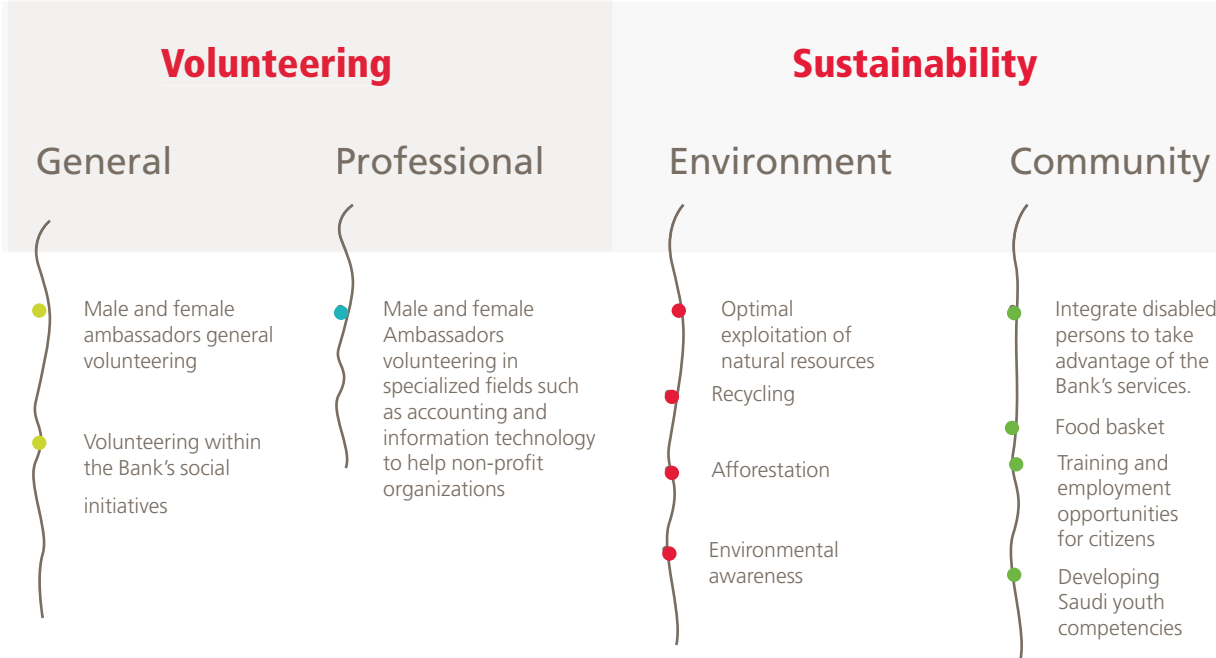 Volunteering
General
Male and female
ambassadors general
volunteering
Volunteering within
the Bank's social
initiatives
Professional
Male and female
Ambassadors
volunteering in
specialized fields such
as accounting and
information technology
to help non-profit
organizations
Sustainability
Environment
Optimal
exploitation of
natural resources
Recycling
Afforestation
Environmental
awareness
Community
Integrate disabled
persons to take
advantage of the
Bank's services.
Food basket
Training and
employment
opportunities
for citizens
Developing
Saudi youth
competencies